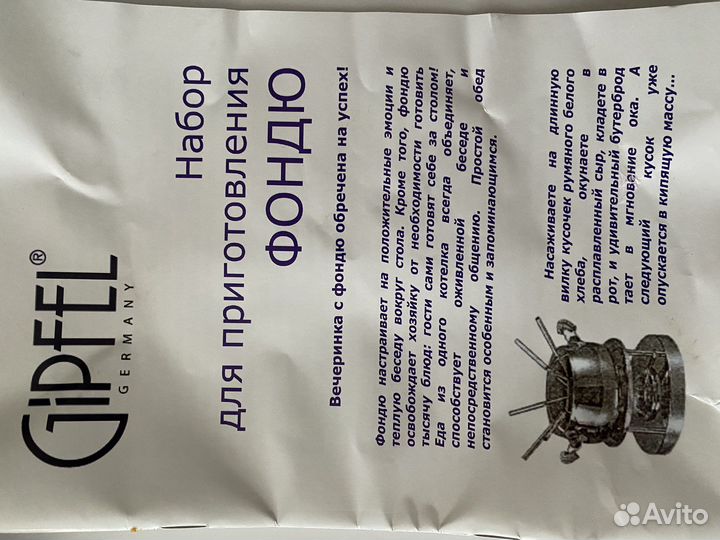 GiPFEL®
GERMANY
Набор
для приготовления
ФОНДЮ
Вечеринка с фондю обречена на успех!
Фондю настраивает на положительные эмоции и
теплую беседу вокруг стола. Кроме того, фондю
освобождает хозяйку от необходимости готовить
тысячу блюд: гости сами готовят себе за столом!
Еда из одного котелка всегда объединяет,
способствует оживленной беседе и
непосредственному общению. Простой обед
становится особенным и запоминающимся.
Насаживаете на длинную
вилку кусочек румяного белого
хлеба, окунаете в
расплавленный сыр, кладете в
рот, и удивительный бутерброд
тает в мгновение ока. А
следующий кусок уже
опускается в кипящую массу...
Avito